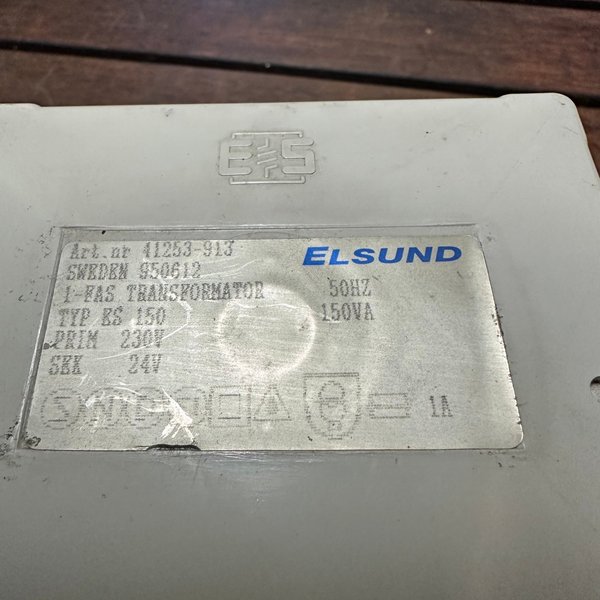 ES
Art.nr 41253-913 ELSUND
SWEDEN 950612
1-FAS TRANSFORMATOR 50HZ
TYP ES 150 150VA
PRIM 230V
SEK 24V
S N D F 1A